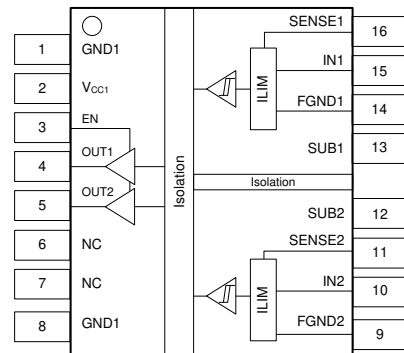 1 GND1
2 VCC1
3 EN
4 OUT1
5 OUT2
6 NC
7 NC
8 GND1
Isolation
Isolation
SENSE1 16
IN1 15
FGND1 14
SUB1 13
ILIM
SUB2 12
SENSE2 11
IN2 10
FGND2 9
ILIM